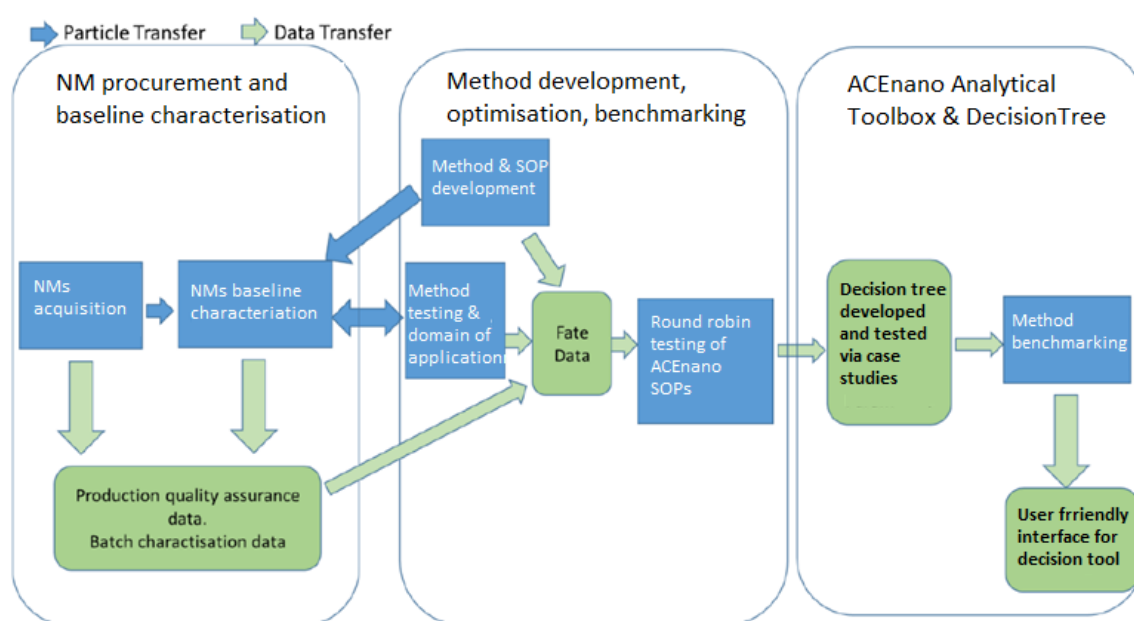 Particle Transfer
Data Transfer
NM procurement and
baseline characterisation
Method development,
optimisation, benchmarking
ACEnano Analytical
Toolbox & DecisionTree
Method & SOP
development
NMs
acquisition
NMs baseline
characteriation
Method
testing &
domain of
application
Fate
Data
Round robin
testing of
ACEnano
SOPs
Decision tree
developed
and tested
via case
studies
Method
benchmarking
Production quality assurance
data.
Batch charactisation data
User frriendly
interface for
decision tool